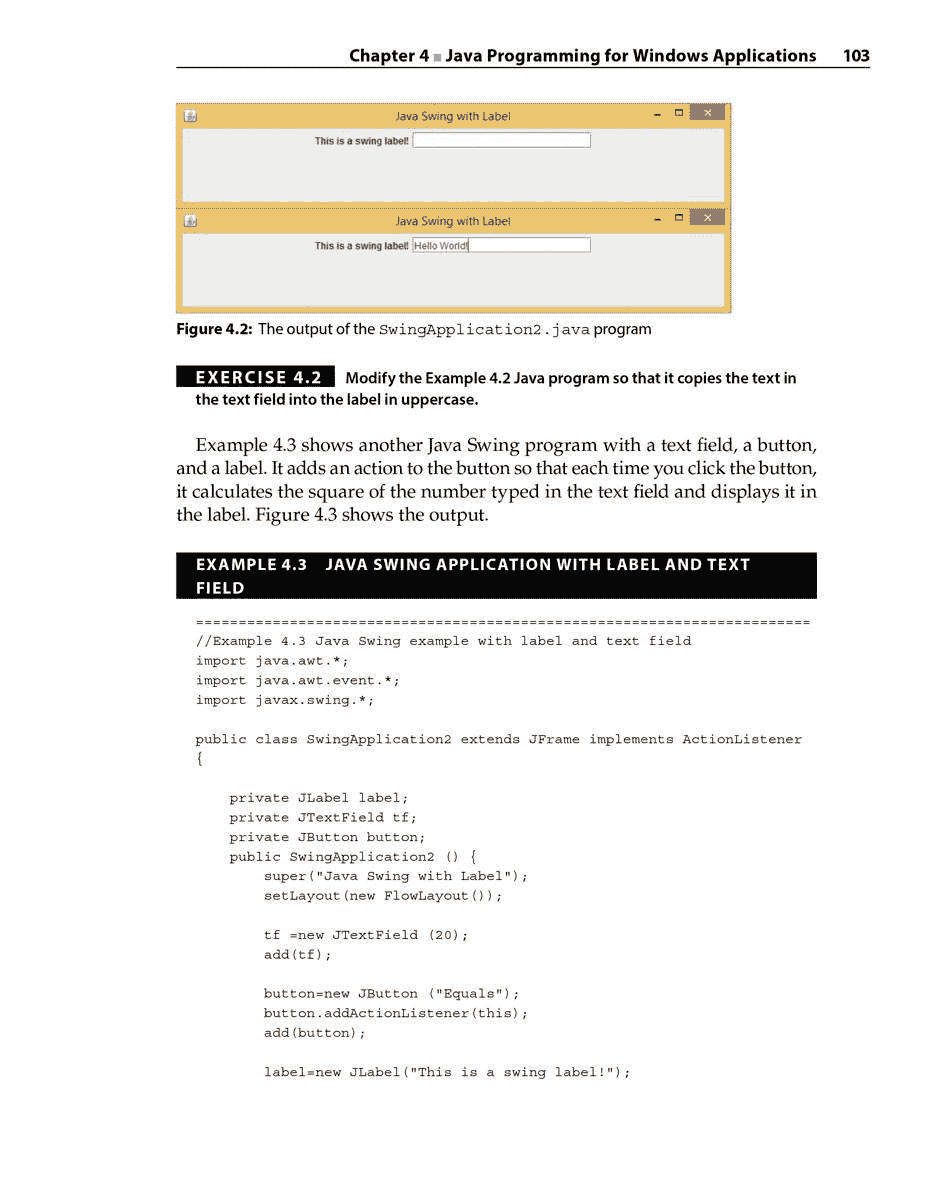 Chapter 4 ■ Java Programming for Windows Applications 103
Java Swing with Label
This is a swing label!
Java Swing with Label
This is a swing label! Hello World!
Figure 4.2: The output of the SwingApplication2.java program
EXERCISE 4.2 Modify the Example 4.2 Java program so that it copies the text in
the text field into the label in uppercase.
Example 4.3 shows another Java Swing program with a text field, a button,
and a label. It adds an action to the button so that each time you click the button,
it calculates the square of the number typed in the text field and displays it in
the label. Figure 4.3 shows the output.
EXAMPLE 4.3 JAVA SWING APPLICATION WITH LABEL AND TEXT
FIELD
========================================================================
//Example 4.3 Java Swing example with label and text field
import java.awt.*;
import java.awt.event.*;
import javax.swing.*;
public class SwingApplication2 extends JFrame implements ActionListener
{
private JLabel label;
private JTextField tf;
private JButton button;
public SwingApplication2 () {
super("Java Swing with Label");
setLayout(new FlowLayout());
tf =new JTextField (20);
add(tf);
button=new JButton ("Equals");
button.addActionListener(this);
add(button);
label=new JLabel("This is a swing label!");